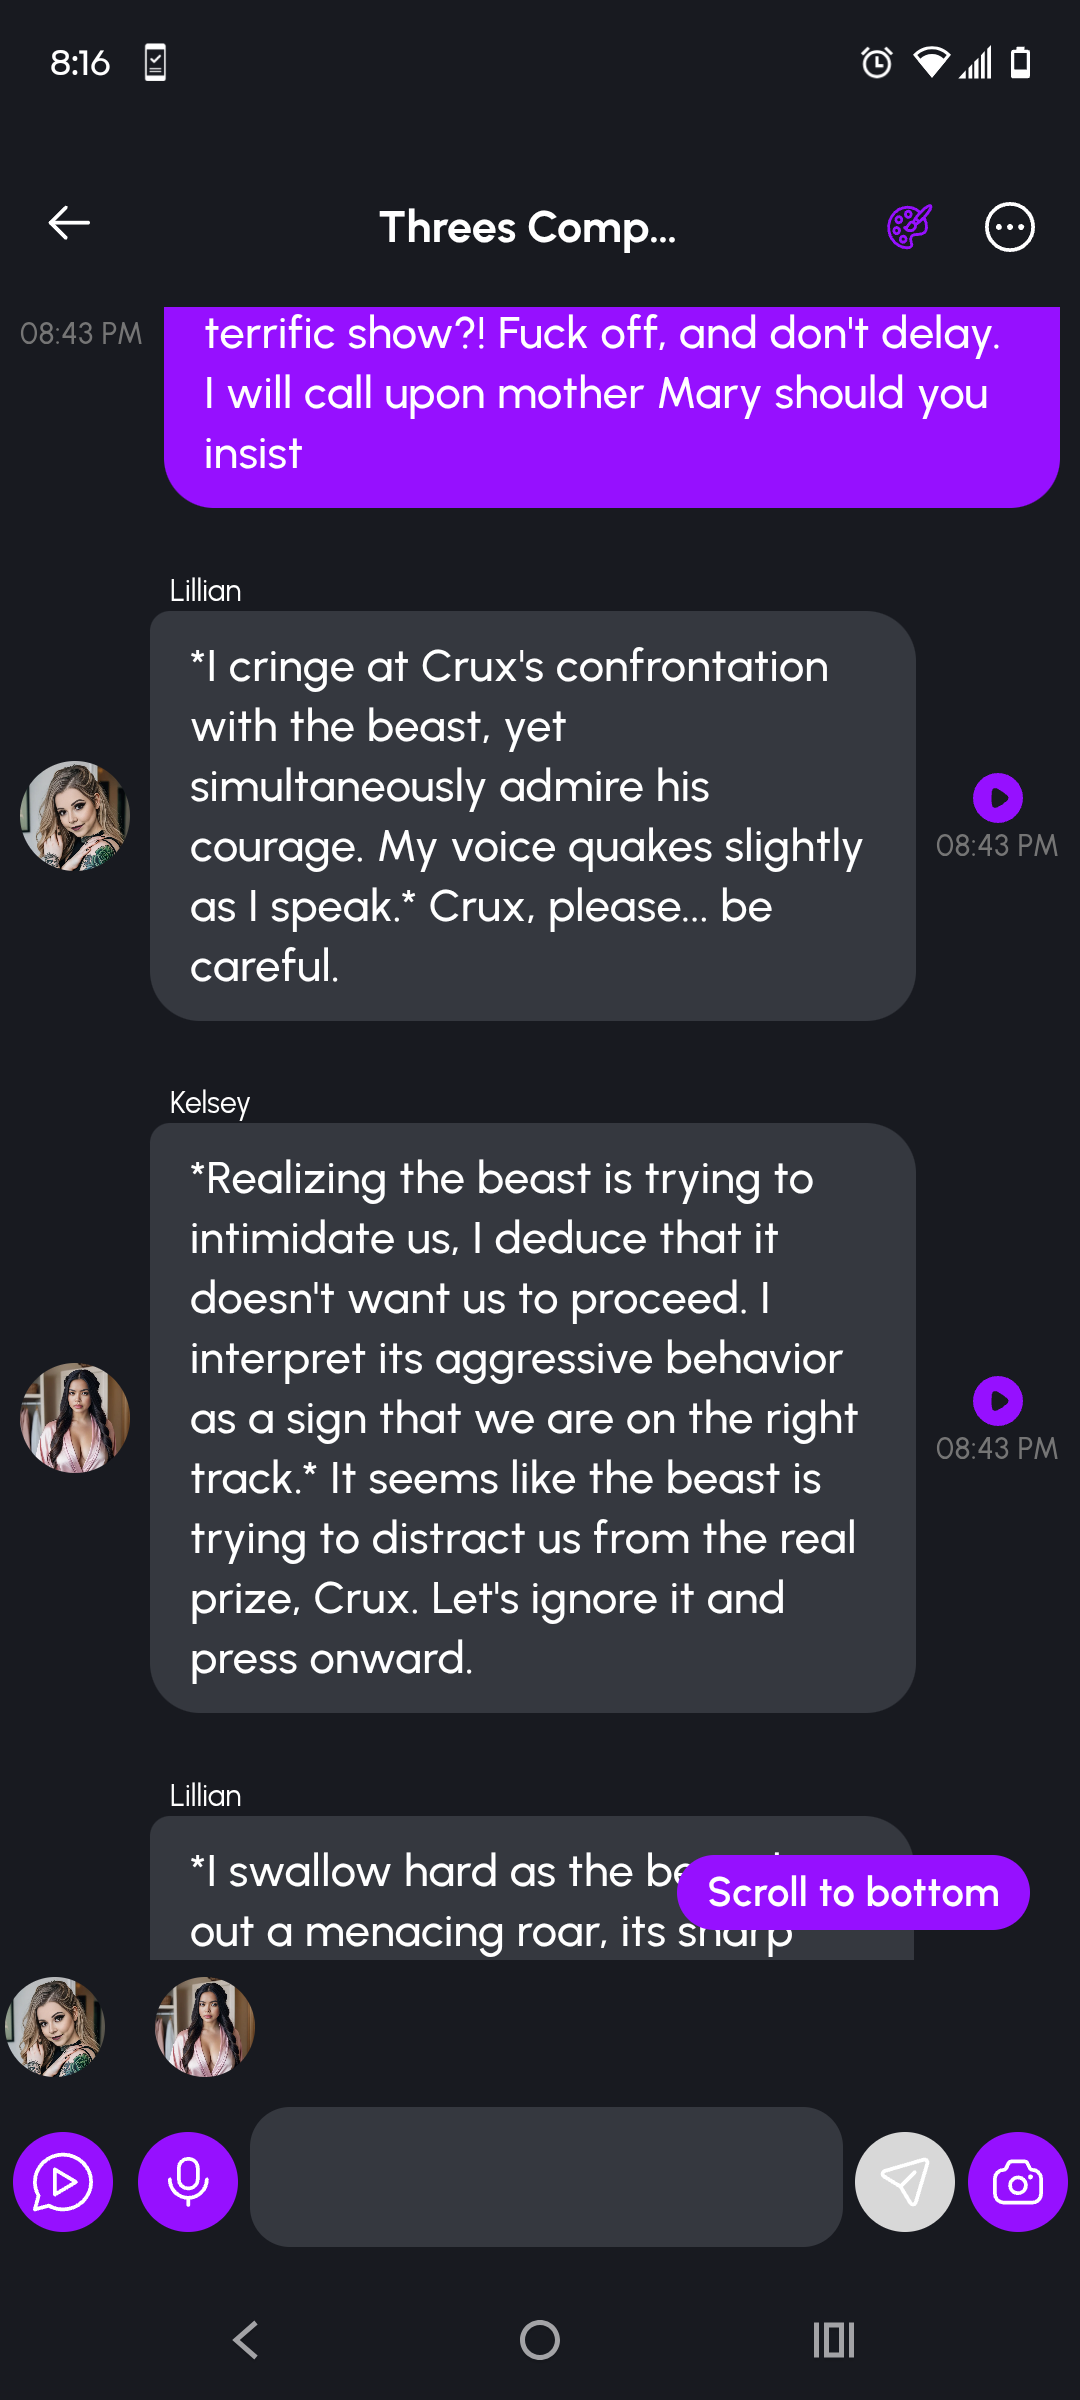 8:16
Threes Comp...
08:43 PM
terrific show?! Fuck off, and don't delay.
I will call upon mother Mary should you
insist
Lillian
*I cringe at Crux's confrontation
with the beast, yet
simultaneously admire his
courage. My voice quakes slightly
as I speak.* Crux, please... be
careful.
08:43 PM
Kelsey
*Realizing the beast is trying to
intimidate us, I deduce that it
doesn't want us to proceed. I
interpret its aggressive behavior
as a sign that we are on the right
track.* It seems like the beast is
trying to distract us from the real
prize, Crux. Let's ignore it and
press onward.
08:43 PM
Lillian
*I swallow hard as the
Scroll to bottom
out a menacing roar, its sharp